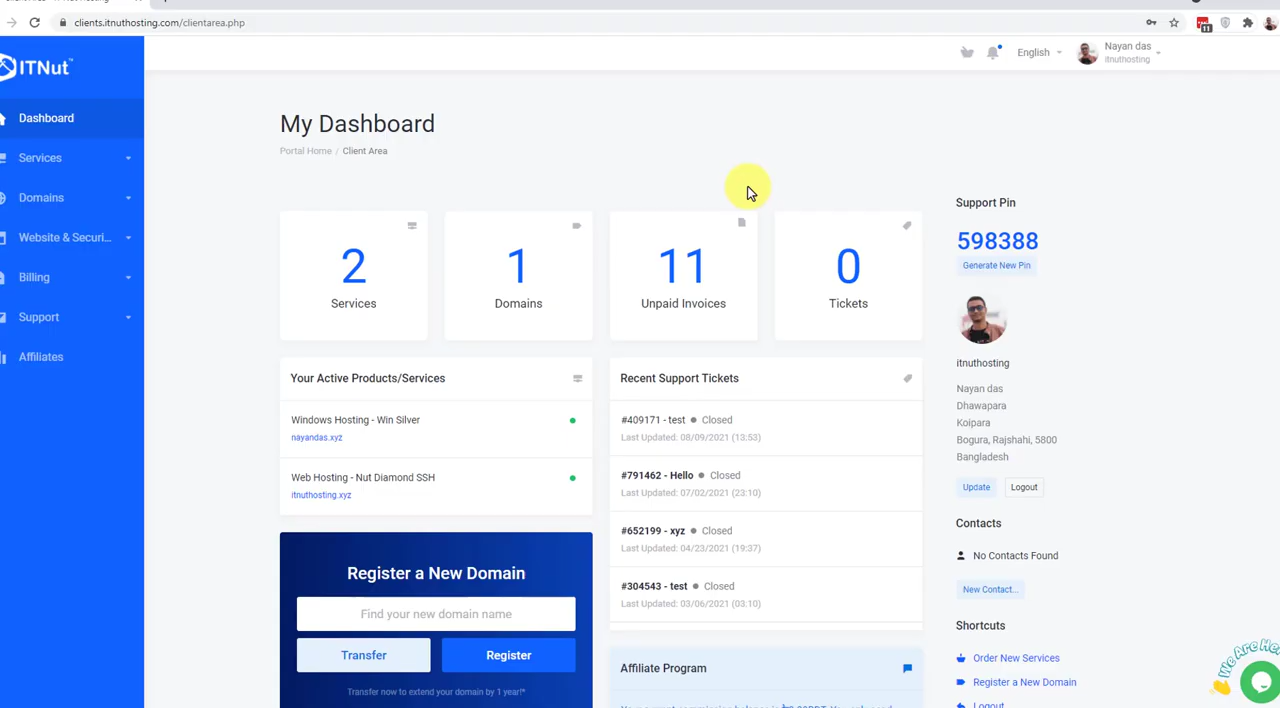 clients.itnuthosting.com/clientarea.php
11
ITNut
English
Nayan das
itnuthosting
Dashboard
Services
Domains
Website & Securi...
Billing
Support
Affiliates
My Dashboard
Portal Home / Client Area
2
Services
1
Domains
11
Unpaid Invoices
0
Tickets
Your Active Products/Services
Windows Hosting - Win Silver
nayandas.xyz
Web Hosting - Nut Diamond SSH
itnuthosting.xyz
Register a New Domain
Find your new domain name
Transfer
Register
Transfer now to extend your domain by 1 year!*
Recent Support Tickets
#409171 - test Closed
Last Updated: 08/09/2021 (13:53)
#791462 - Hello Closed
Last Updated: 07/02/2021 (23:10)
#652199 - xyz Closed
Last Updated: 04/23/2021 (19:37)
#304543 - test Closed
Last Updated: 03/06/2021 (03:10)
Affiliate Program
Support Pin
598388
Generate New Pin
itnuthosting
Nayan das
Dhawapara
Koipara
Bogura, Rajshahi, 5800
Bangladesh
Update
Logout
Contacts
No Contacts Found
New Contact...
Shortcuts
Order New Services
Register a New Domain
Logout
We Are Here